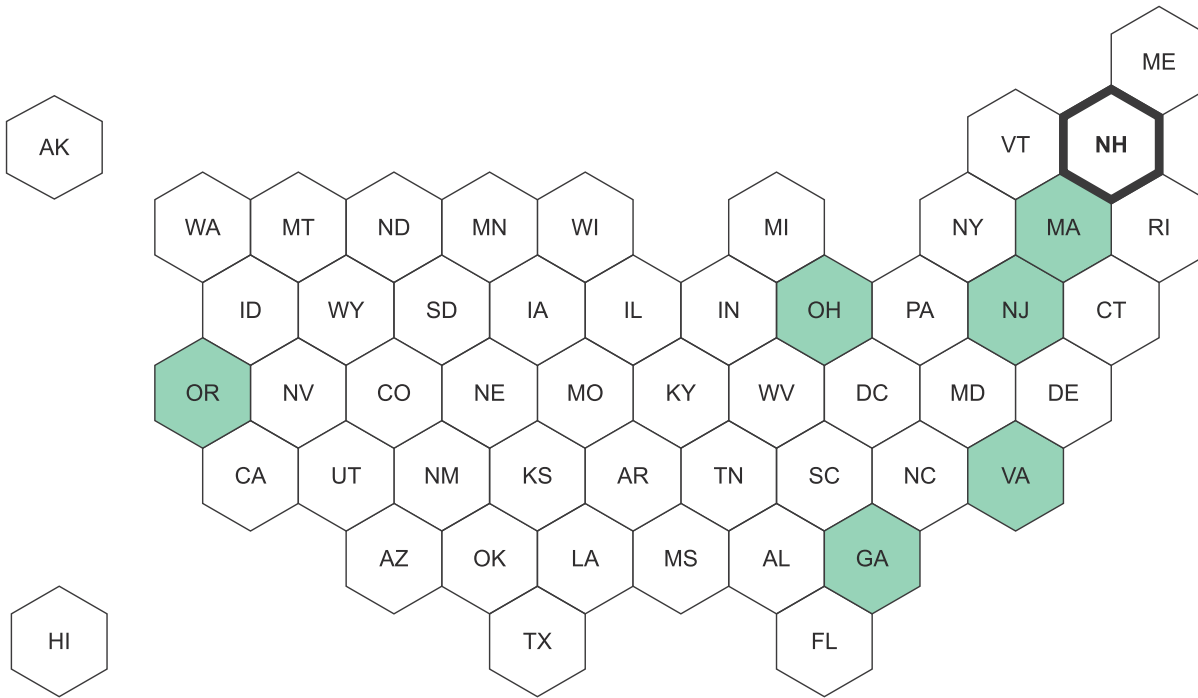 ME
AK
VT NH
WA MT ND MN WI MI NY MA RI
ID WY SD IA IL IN OH PA NJ CT
OR NV CO NE MO KY WV DC MD DE
CA UT NM KS AR TN SC NC VA
AZ OK LA MS AL GA
HI
TX FL